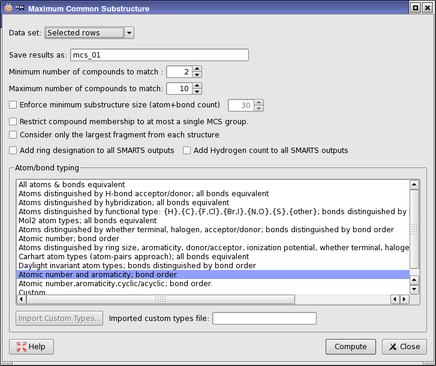 Maximum Common Substructure
Data set: Selected rows
Save results as: mcs_01
Minimum number of compounds to match : 2
Maximum number of compounds to match: 10
Enforce minimum substructure size (atom+bond count) 30
Restrict compound membership to at most a single MCS group.
Consider only the largest fragment from each structure
Add ring designation to all SMARTS outputs Add Hydrogen count to all SMARTS outputs
Atom/bond typing
All atoms & bonds equivalent
Atoms distinguished by H-bond acceptor/donor; all bonds equivalent
Atoms distinguished by hybridization; all bonds equivalent
Atoms distinguished by functional type: {H},{C},{F,Cl},{Br,I},{N,O},{S},{other}; bonds distinguished by
Mol2 atom types; all bonds equivalent
Atoms distinguished by whether terminal, halogen, acceptor/donor; bonds distinguished by bond order
Atomic number; bond order
Atoms distinguished by ring size, aromaticity, donor/acceptor, ionization potential, whether terminal, haloge
Carhart atom types (atom-pairs approach); all bonds equivalent
Daylight invariant atom types; bonds distinguished by bond order
Atomic number and aromaticity; bond order.
Atomic number,aromaticity,cyclic/acyclic; bond order.
Custom
Import Custom Types... Imported custom types file:
Help Compute Close